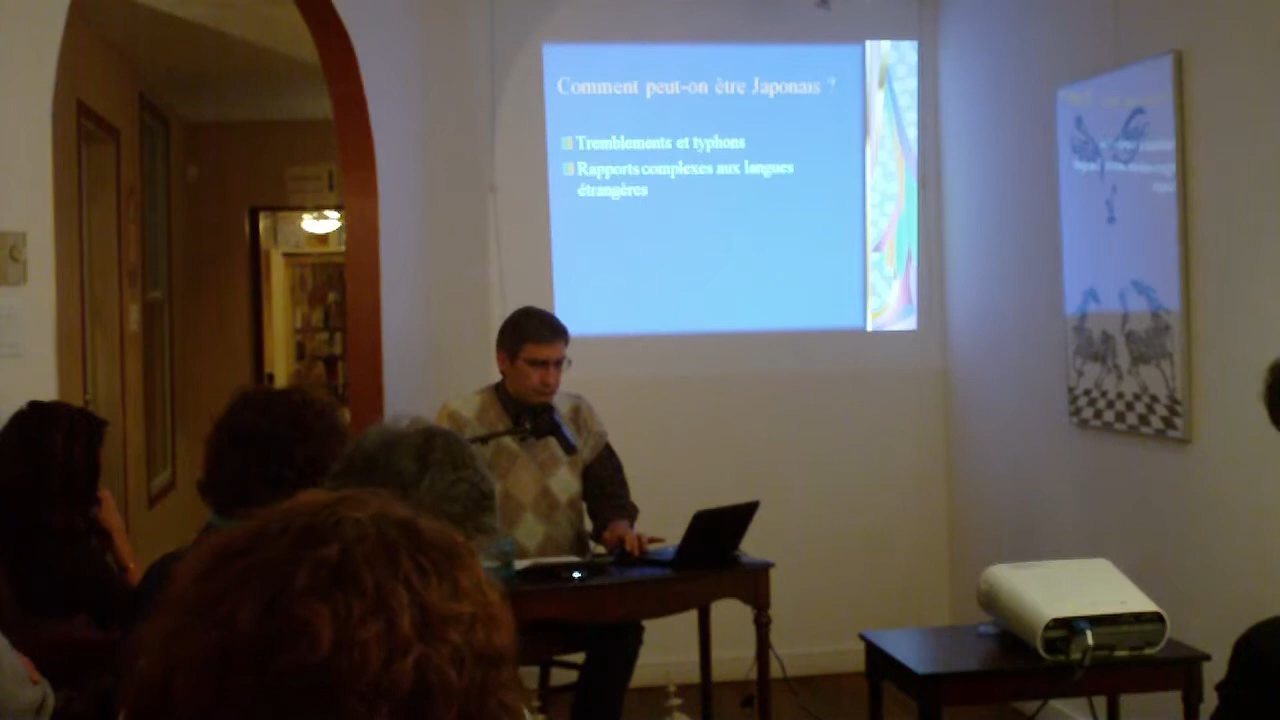 Comment peut-on être Japonais ?
Tremblements et typhons
Rapports complexes aux langues
étrangères